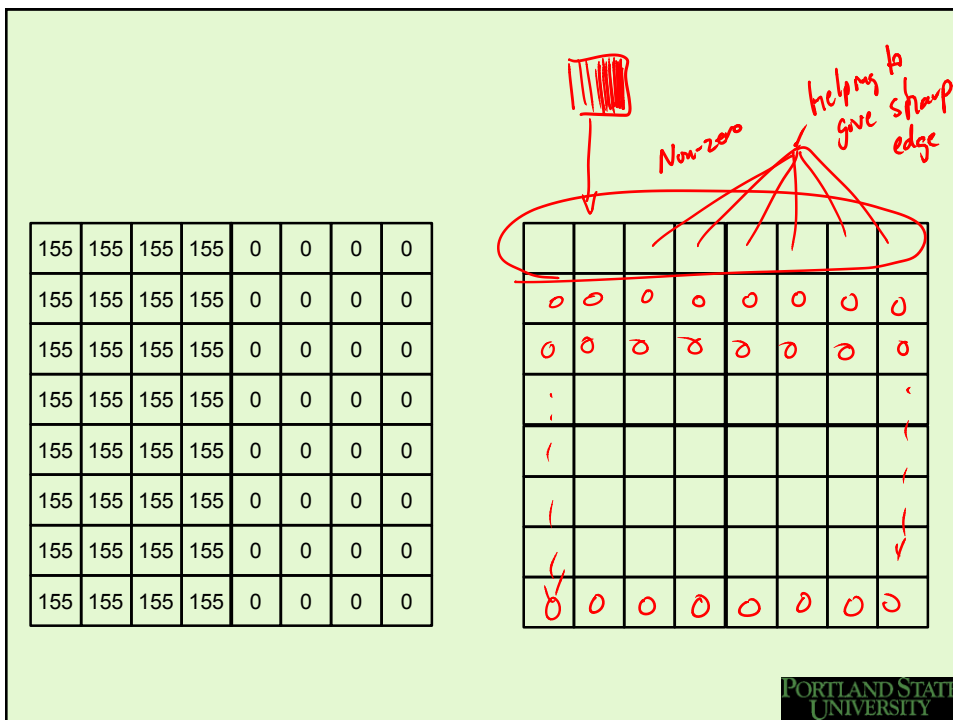 Helping to
give sharp
edge
Non-zero
155 155 155 155 0 0 0 0
155 155 155 155 0 0 0 0
155 155 155 155 0 0 0 0
155 155 155 155 0 0 0 0
155 155 155 155 0 0 0 0
155 155 155 155 0 0 0 0
155 155 155 155 0 0 0 0
155 155 155 155 0 0 0 0
0 0 0 0 0 0 0 0
0 0 0 0 0 0 0 0
0 0 0 0 0 0 0 0
PORTLAND STATE
UNIVERSITY